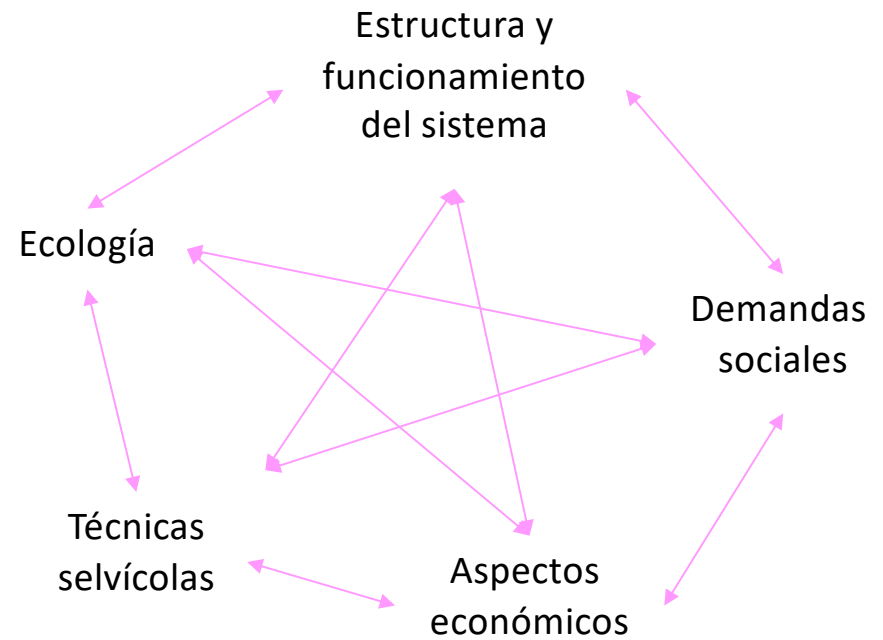 Estructura y
funcionamiento
del sistema
Ecología
Demandas
sociales
Técnicas
selvícolas
Aspectos
económicos